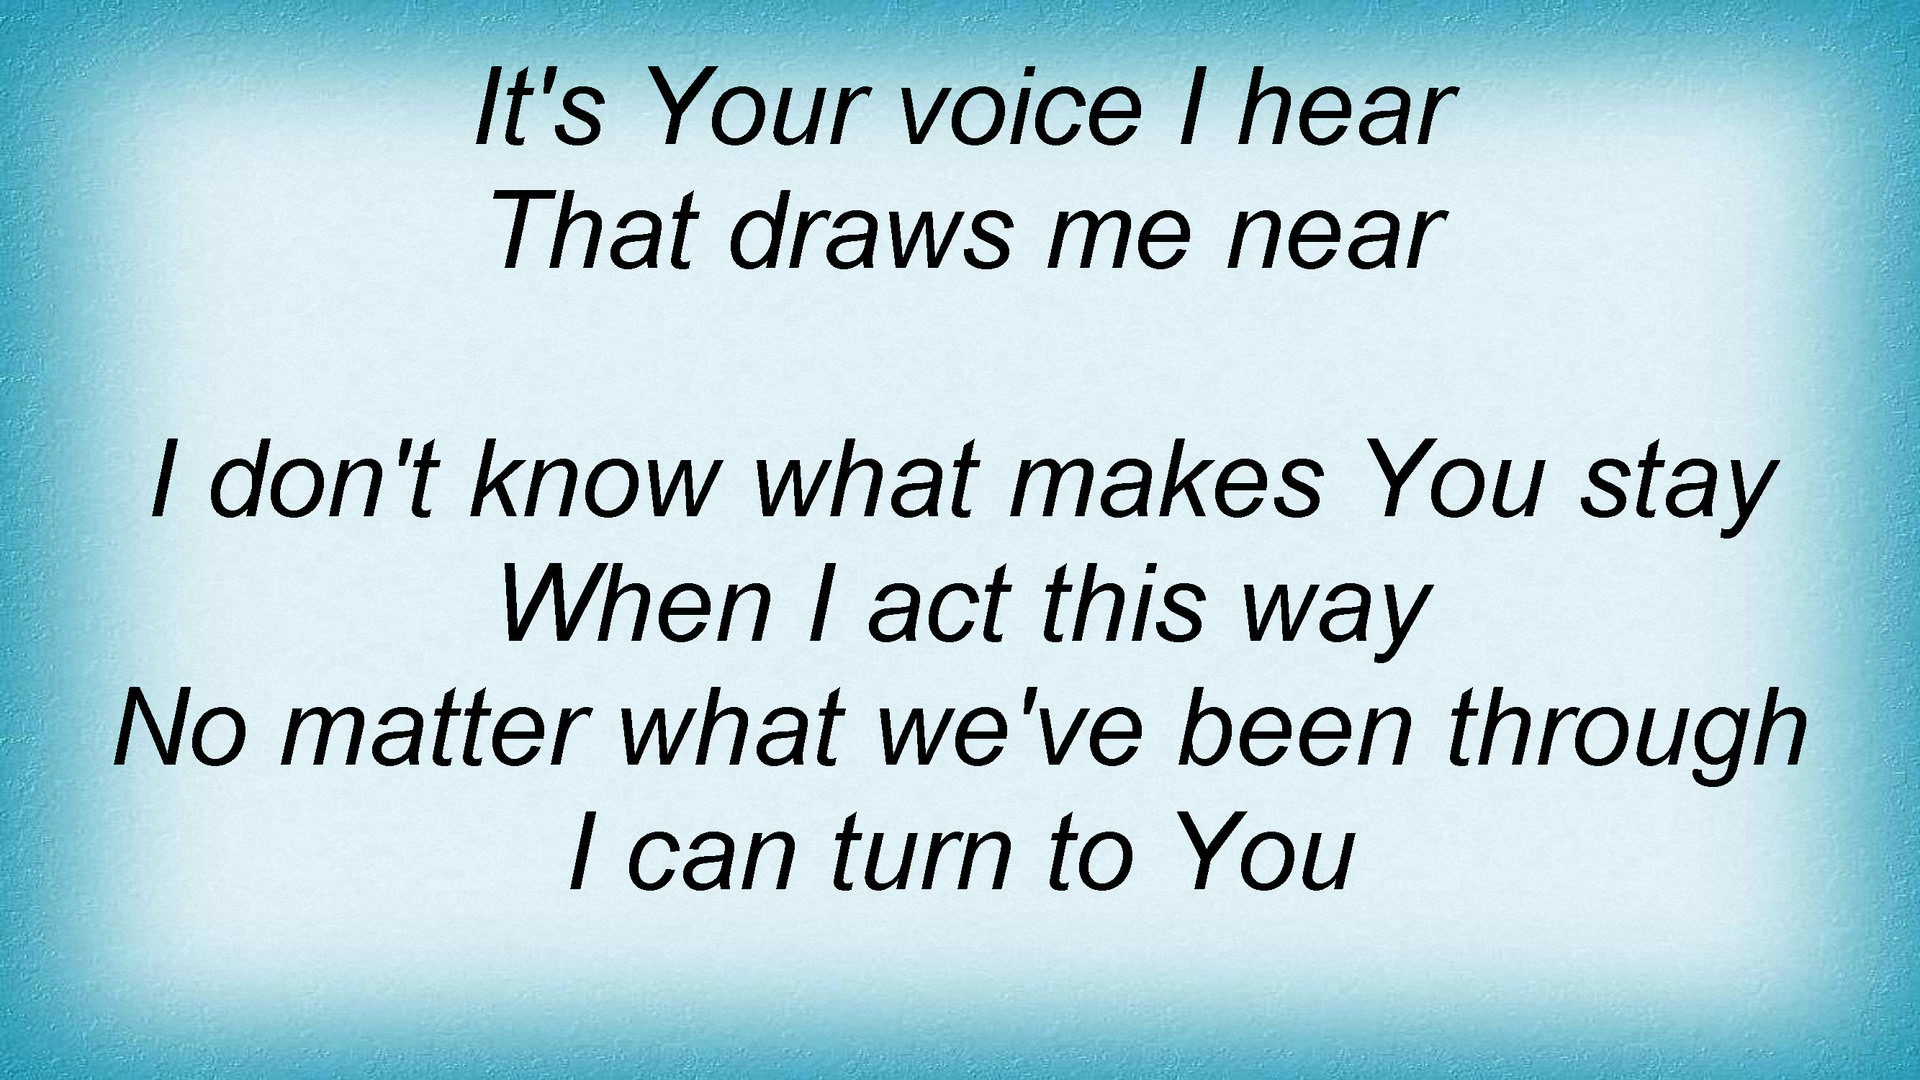 It's Your voice I hear
That draws me near
I don't know what makes You stay
When I act this way
No matter what we've been through
I can turn to You